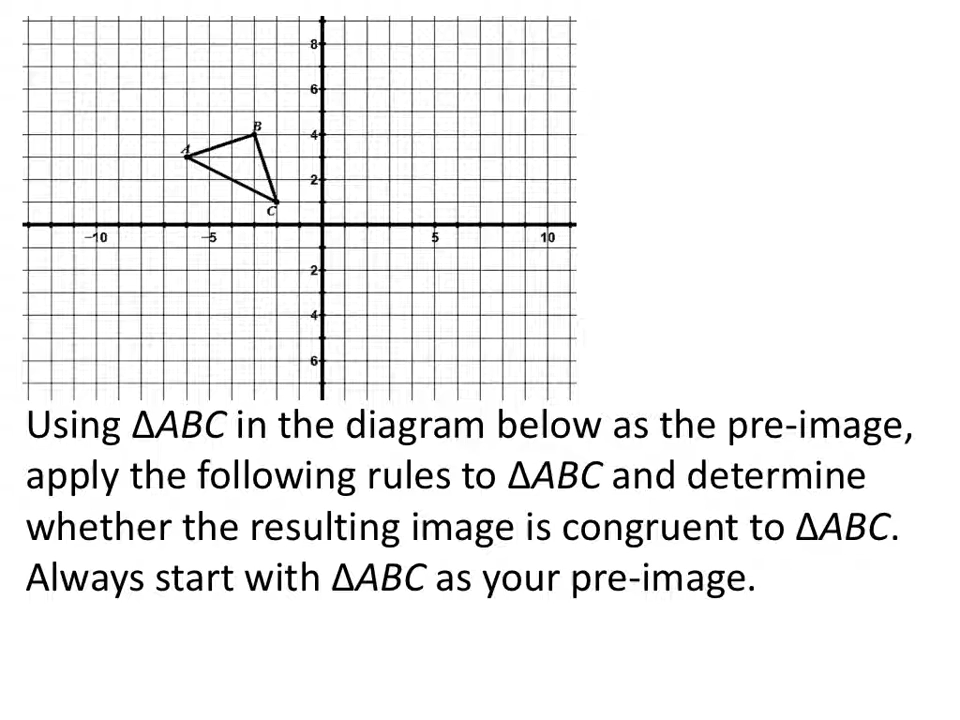 8
6
B
4
A
2
C
–10 –5 5 10
2
4
6
Using ΔABC in the diagram below as the pre-image,
apply the following rules to ΔABC and determine
whether the resulting image is congruent to ΔABC.
Always start with ΔABC as your pre-image.